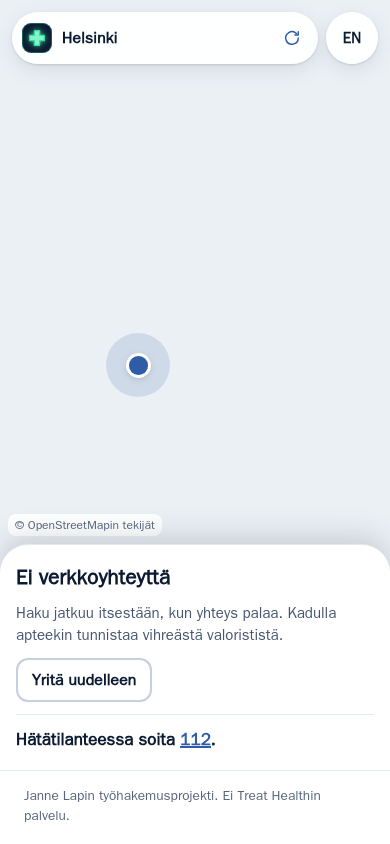 Helsinki
EN
© OpenStreetMapin tekijät
Ei verkkoyhteyttä
Haku jatkuu itsestään, kun yhteys palaa. Kadulla
apteekin tunnistaa vihreästä valorististä.
Yritä uudelleen
Hätätilanteessa soita 112.
Janne Lapin työhakemusprojekti. Ei Treat Healthin
palvelu.